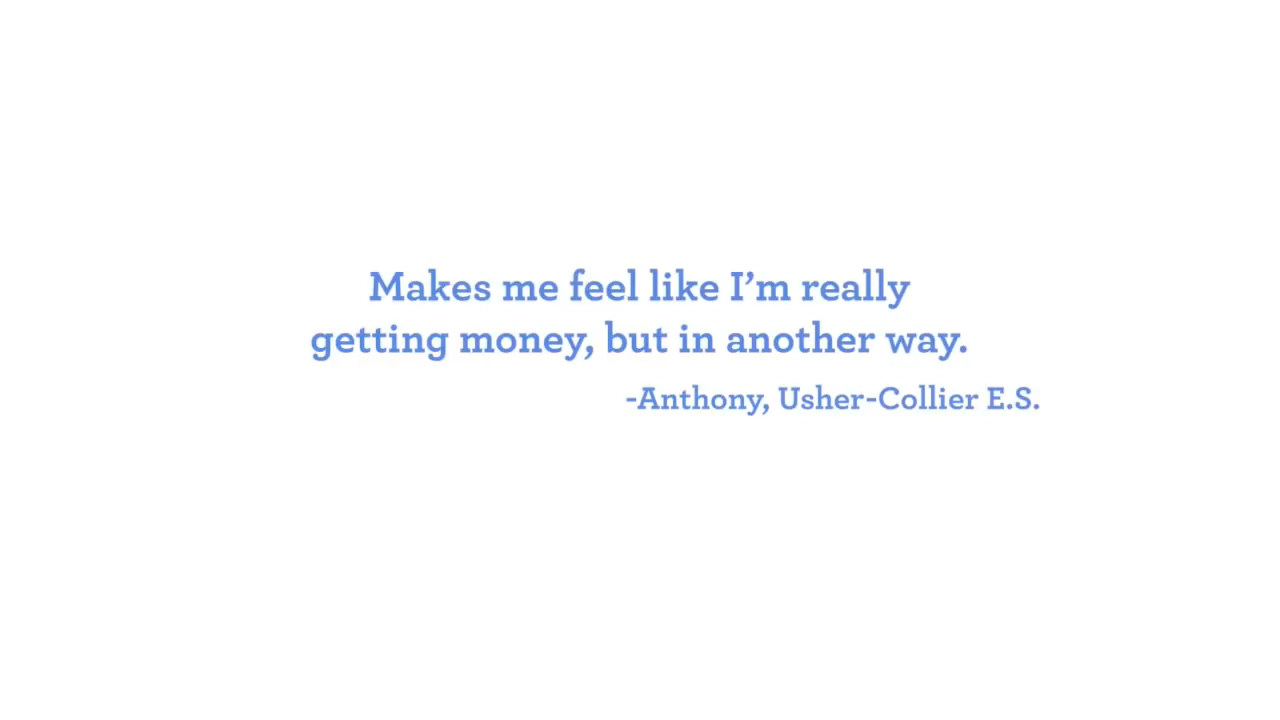 Makes me feel like I’m really
getting money, but in another way.
-Anthony, Usher-Collier E.S.